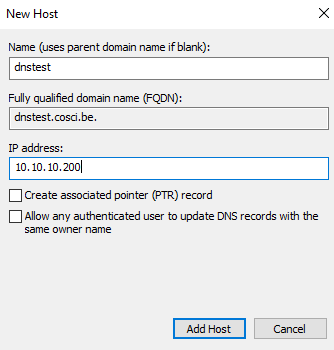 New Host
Name (uses parent domain name if blank):
dnstest
Fully qualified domain name (FQDN):
dnstest.cosci.be.
IP address:
10.10.10.200
Create associated pointer (PTR) record
Allow any authenticated user to update DNS records with the
same owner name
Add Host
Cancel